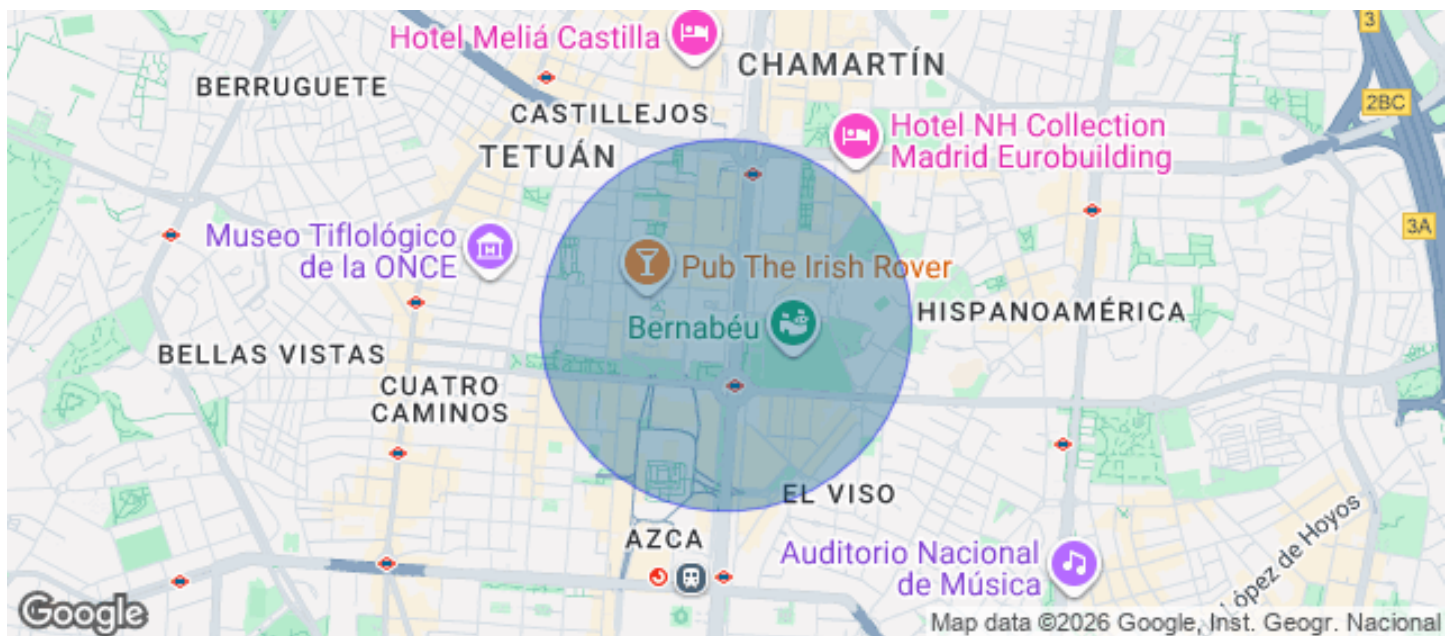 3
Hotel Meliá Castilla
CHAMARTÍN
BERRUGUETE
2BC
CASTILLEJOS
Hotel NH Collection
Madrid Eurobuilding
TETUÁN
3A
Museo Tiflológico
de la ONCE
Pub The Irish Rover
Bernabéu
HISPANOAMÉRICA
BELLAS VISTAS
CUATRO
CAMINOS
EL VISO
AZCA
Auditorio Nacional
de Música
López de Hoyos
Google
Map data ©2026 Google, Inst. Geogr. Nacional